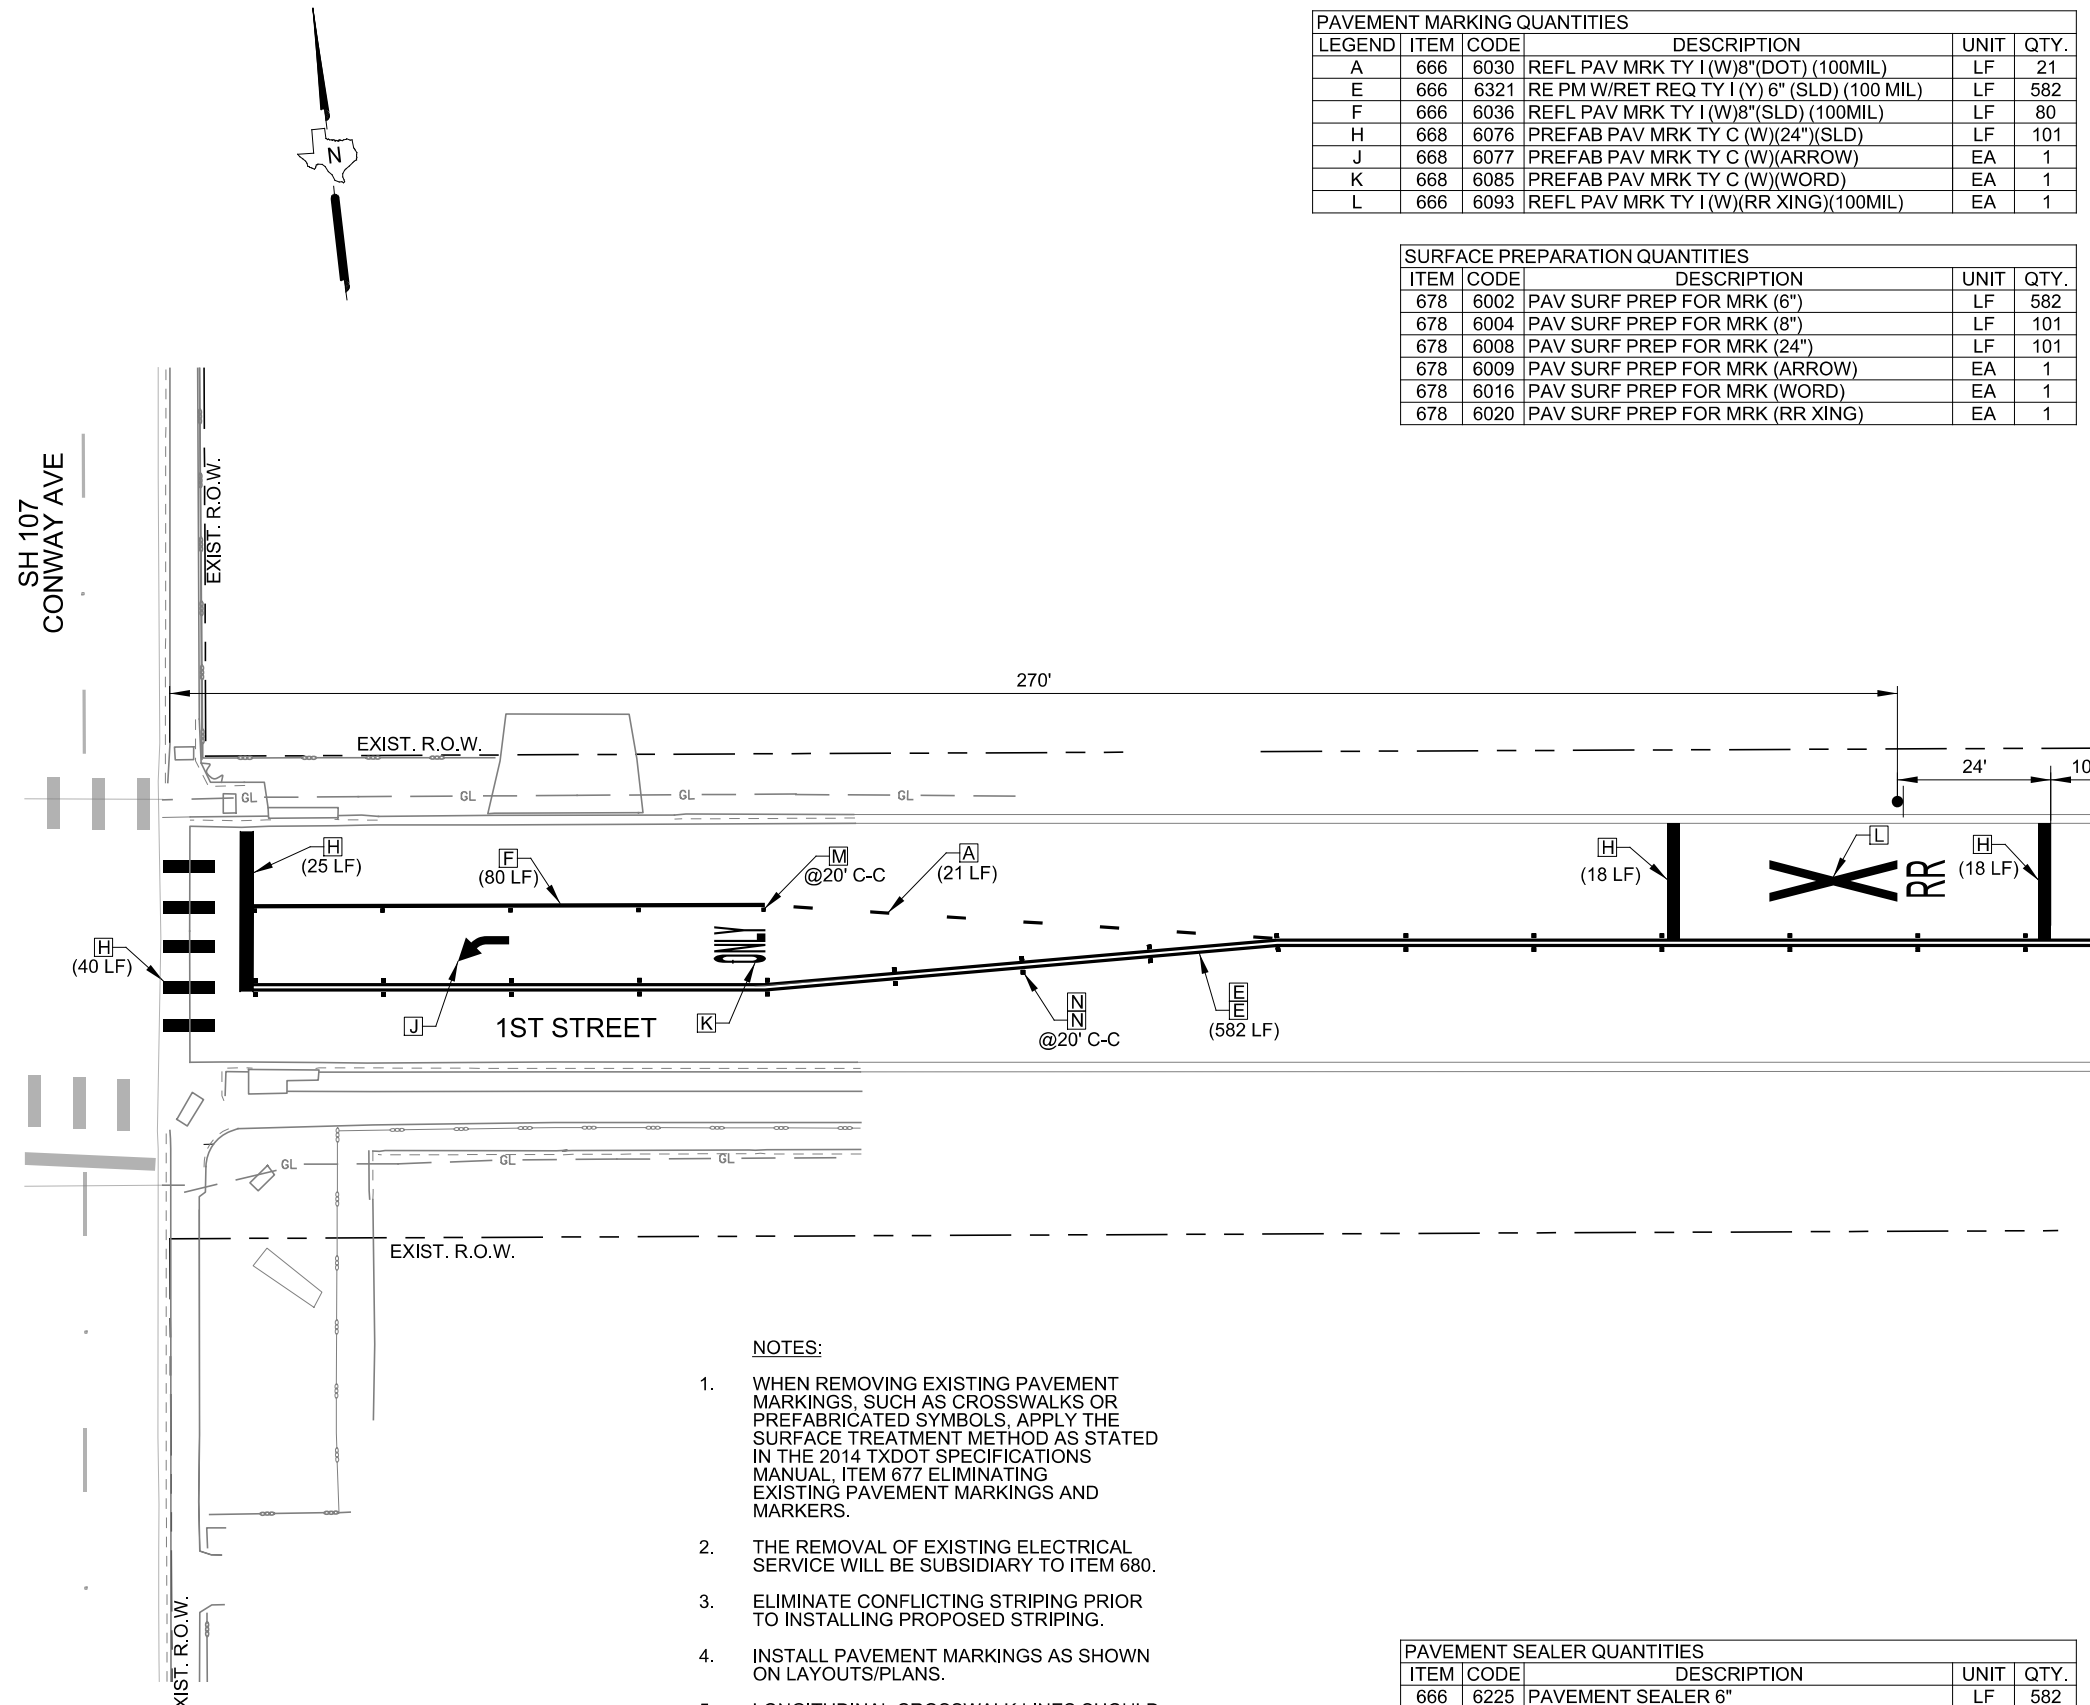 PAVEMENT MARKING QUANTITIES
LEGEND ITEM CODE DESCRIPTION UNIT QTY.
A 666 6030 REFL PAV MRK TY I (W)8"(DOT) (100MIL) LF 21
E 666 6321 RE PM W/RET REQ TY I (Y) 6" (SLD) (100 MIL) LF 582
F 666 6036 REFL PAV MRK TY I (W)8"(SLD) (100MIL) LF 80
H 668 6076 PREFAB PAV MRK TY C (W)(24")(SLD) LF 101
J 668 6077 PREFAB PAV MRK TY C (W)(ARROW) EA 1
K 668 6085 PREFAB PAV MRK TY C (W)(WORD) EA 1
L 666 6093 REFL PAV MRK TY I (W)(RR XING)(100MIL) EA 1
N
SURFACE PREPARATION QUANTITIES
ITEM CODE DESCRIPTION UNIT QTY.
678 6002 PAV SURF PREP FOR MRK (6") LF 582
678 6004 PAV SURF PREP FOR MRK (8") LF 101
678 6008 PAV SURF PREP FOR MRK (24") LF 101
678 6009 PAV SURF PREP FOR MRK (ARROW) EA 1
678 6016 PAV SURF PREP FOR MRK (WORD) EA 1
678 6020 PAV SURF PREP FOR MRK (RR XING) EA 1
SH 107
CONWAY AVE
EXIST. R.O.W.
270'
EXIST. R.O.W.
24'
10
GL GL GL GL
H
(25 LF)
F
(80 LF)
M
@20' C-C
A
(21 LF)
H
(18 LF)
L
RR
H
(18 LF)
H
(40 LF)
ONLY
J
1ST STREET
K
N
N
@20' C-C
E
E
(582 LF)
GL GL GL
EXIST. R.O.W.
EXIST. R.O.W.
NOTES:
1. WHEN REMOVING EXISTING PAVEMENT
MARKINGS, SUCH AS CROSSWALKS OR
PREFABRICATED SYMBOLS, APPLY THE
SURFACE TREATMENT METHOD AS STATED
IN THE 2014 TXDOT SPECIFICATIONS
MANUAL, ITEM 677 ELIMINATING
EXISTING PAVEMENT MARKINGS AND
MARKERS.
2. THE REMOVAL OF EXISTING ELECTRICAL
SERVICE WILL BE SUBSIDIARY TO ITEM 680.
3. ELIMINATE CONFLICTING STRIPING PRIOR
TO INSTALLING PROPOSED STRIPING.
4. INSTALL PAVEMENT MARKINGS AS SHOWN
ON LAYOUTS/PLANS.
5. LONGITUDINAL CROSSWALK LINES SHOULD
PAVEMENT SEALER QUANTITIES
ITEM CODE DESCRIPTION UNIT QTY.
666 6225 PAVEMENT SEALER 6" LF 582